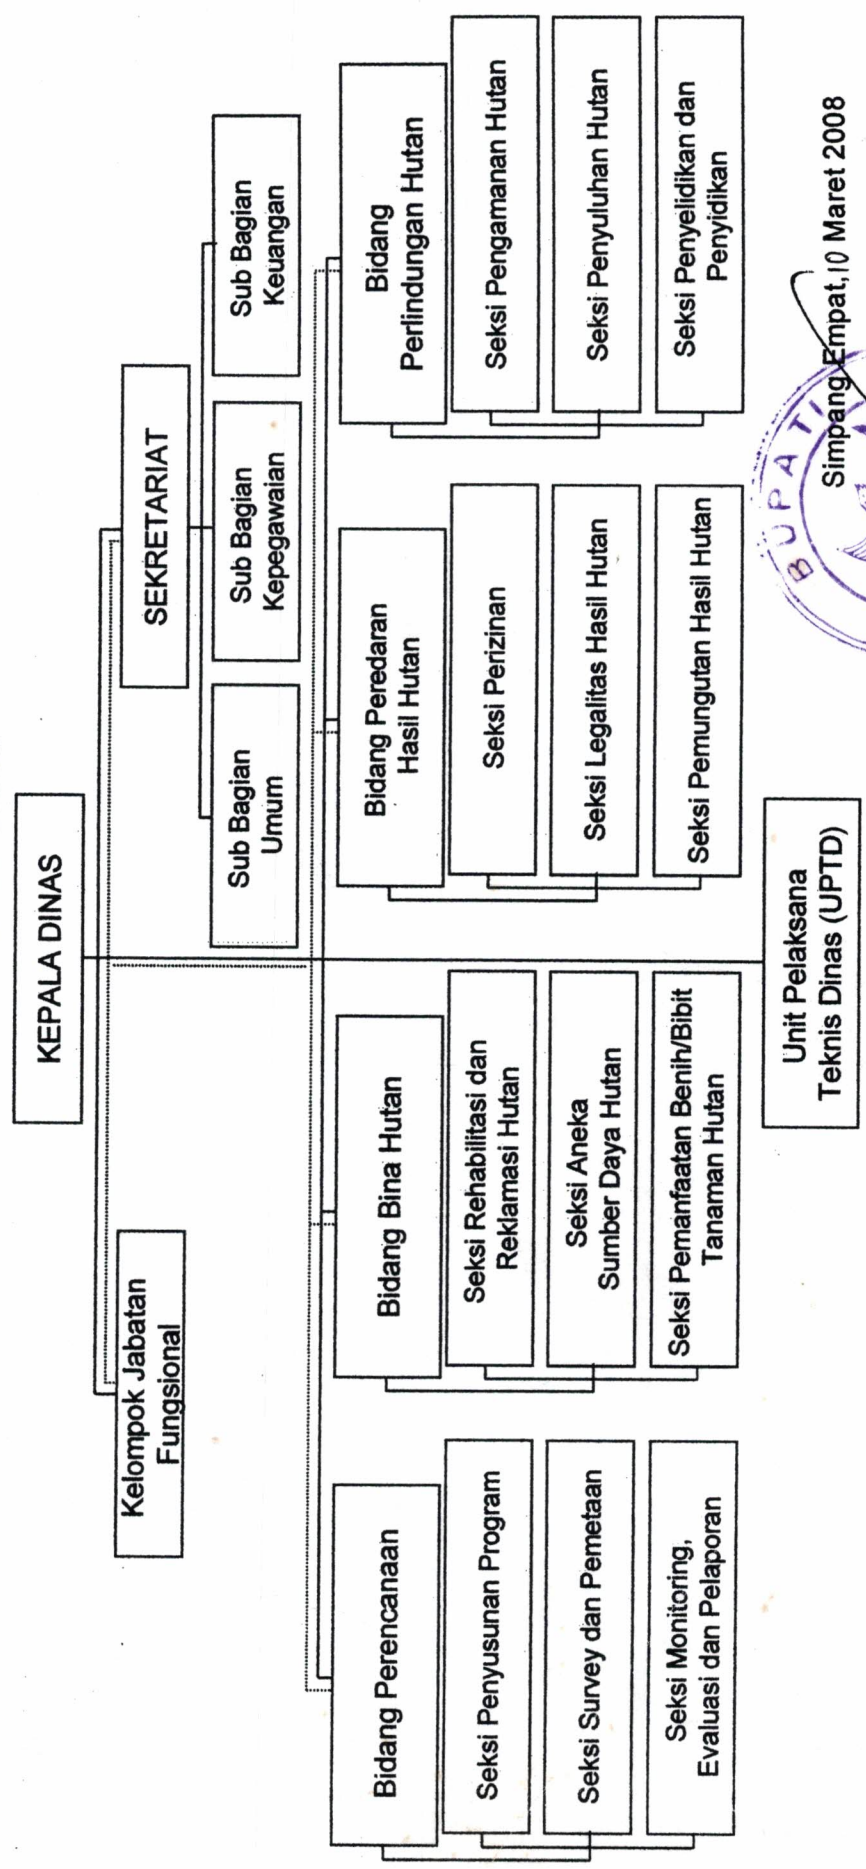 KEPALA DINAS
Kelompok Jabatan
Fungsional
SEKRETARIAT
Sub Bagian
Umum
Sub Bagian
Kepegawaian
Sub Bagian
Keuangan
Bidang Perencanaan
Seksi Penyusunan Program
Seksi Survey dan Pemetaan
Seksi Monitoring,
Evaluasi dan Pelaporan
Bidang Bina Hutan
Seksi Rehabilitasi dan
Reklamasi Hutan
Seksi Aneka
Sumber Daya Hutan
Seksi Pemanfaatan Benih/Bibit
Tanaman Hutan
Bidang Peredaran
Hasil Hutan
Seksi Perizinan
Seksi Legalitas Hasil Hutan
Seksi Pemungutan Hasil Hutan
Bidang
Perlindungan Hutan
Seksi Pengamanan Hutan
Seksi Penyuluhan Hutan
Seksi Penyelidikan dan
Penyidikan
Unit Pelaksana
Teknis Dinas (UPTD)
Simpang Empat, 10 Maret 2008
BUPATI